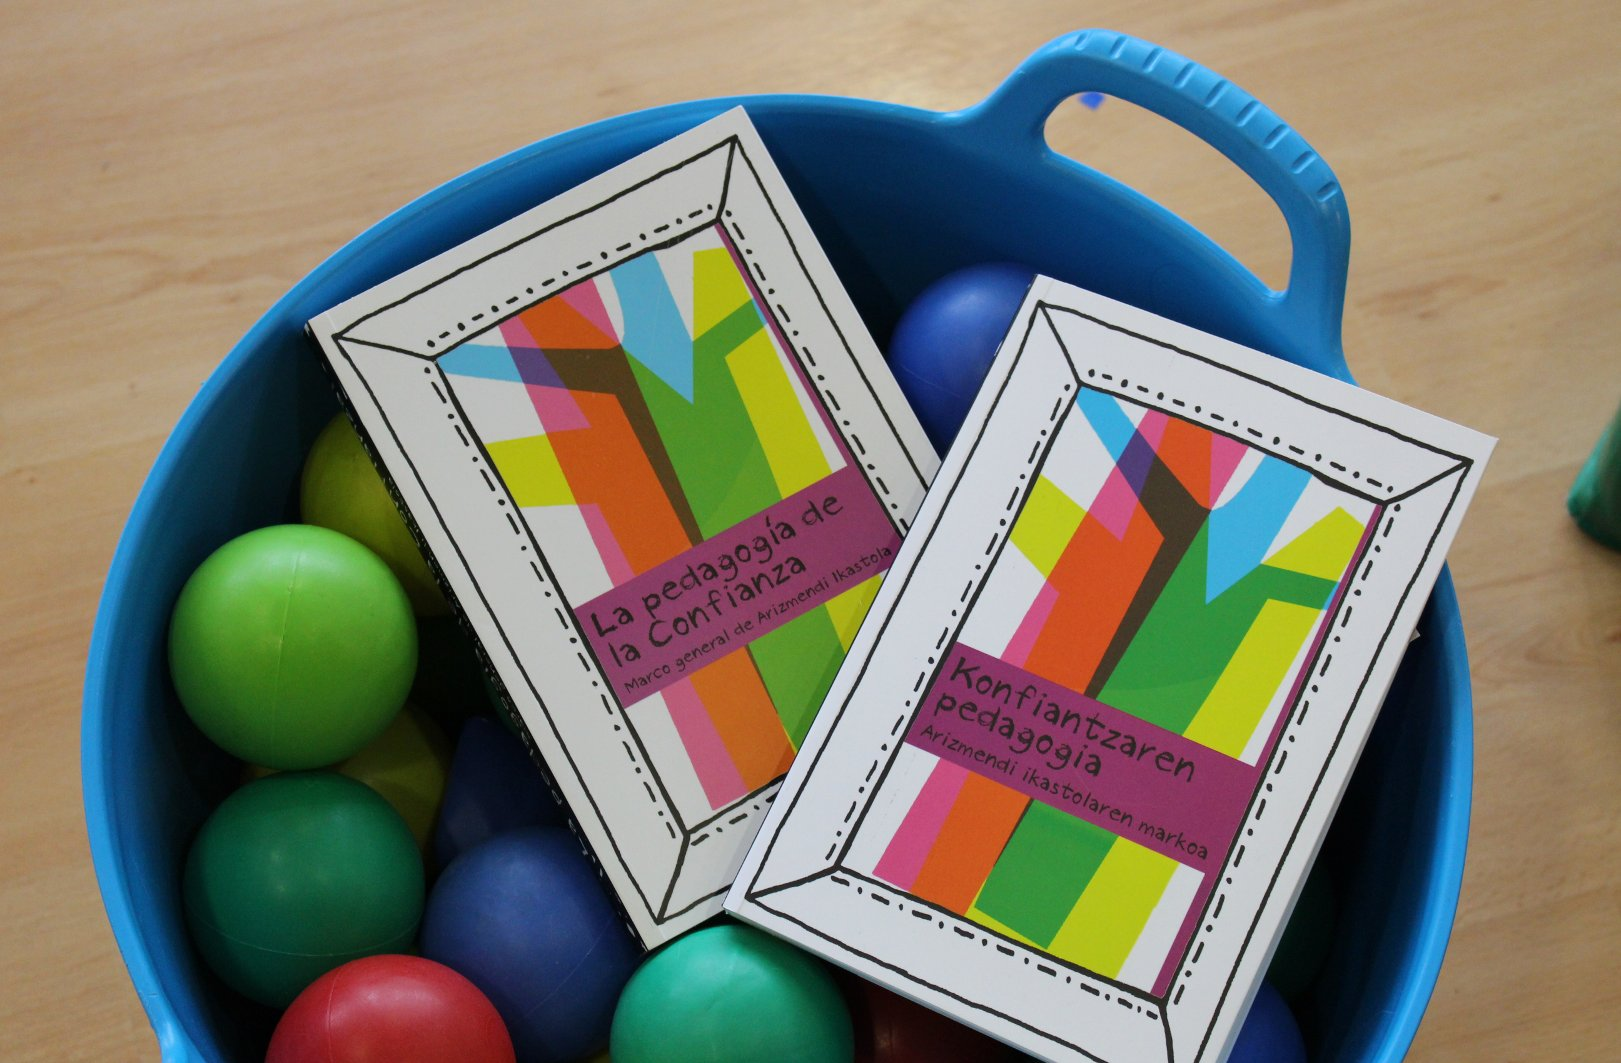 La pedagogía de
la Confianza
Marco general de Arizmendi Ikastola
Konfiantzaren
pedagogia
Arizmendi ikastolaren markoa